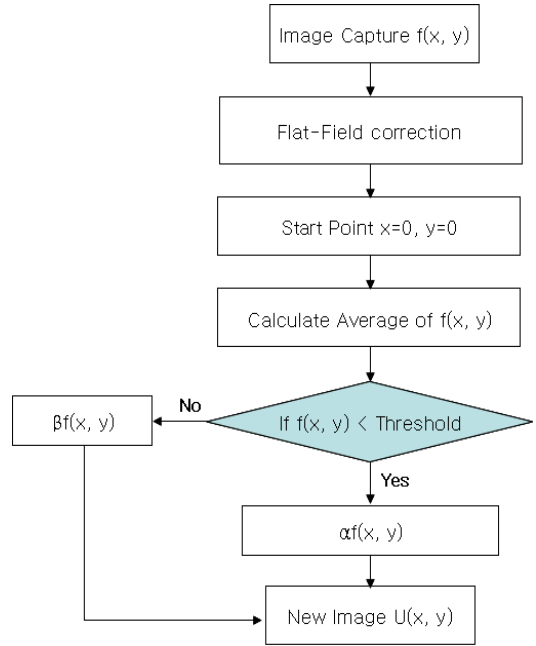 Image Capture f(x, y)
Flat-Field correction
Start Point x=0, y=0
Calculate Average of f(x, y)
If f(x, y) < Threshold
No
βf(x, y)
Yes
αf(x, y)
New Image U(x, y)